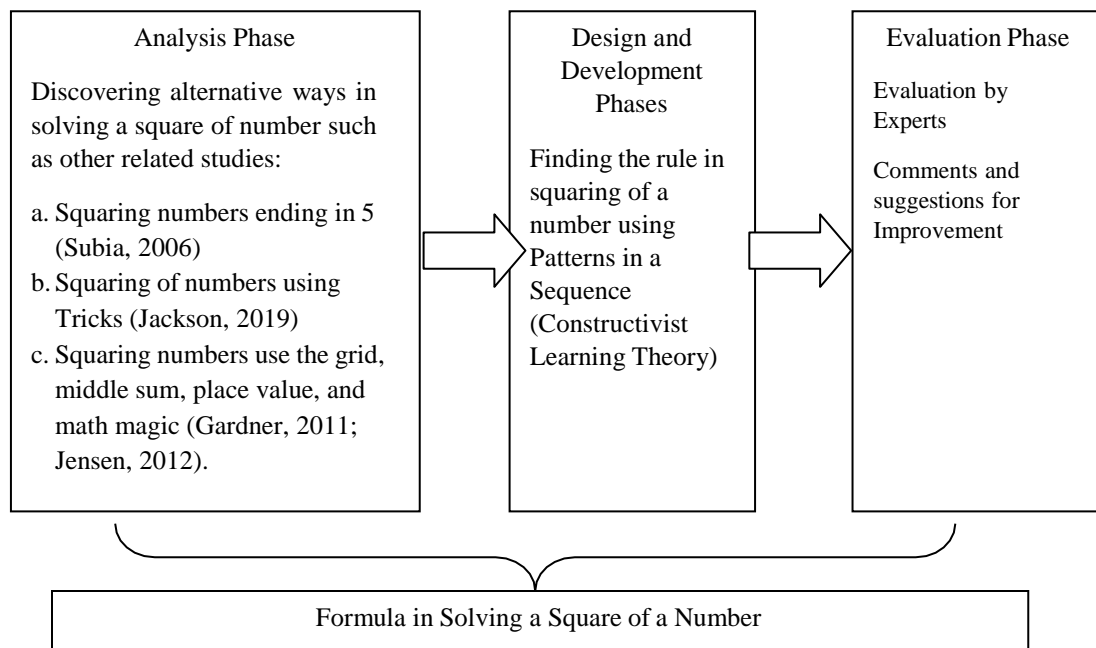 Analysis Phase
Discovering alternative ways in
solving a square of number such
as other related studies:
a. Squaring numbers ending in 5
(Subia, 2006)
b. Squaring of numbers using
Tricks (Jackson, 2019)
c. Squaring numbers use the grid,
middle sum, place value, and
math magic (Gardner, 2011;
Jensen, 2012).
Design and
Development
Phases
Finding the rule in
squaring of a
number using
Patterns in a
Sequence
(Constructivist
Learning Theory)
Evaluation Phase
Evaluation by
Experts
Comments and
suggestions for
Improvement
Formula in Solving a Square of a Number